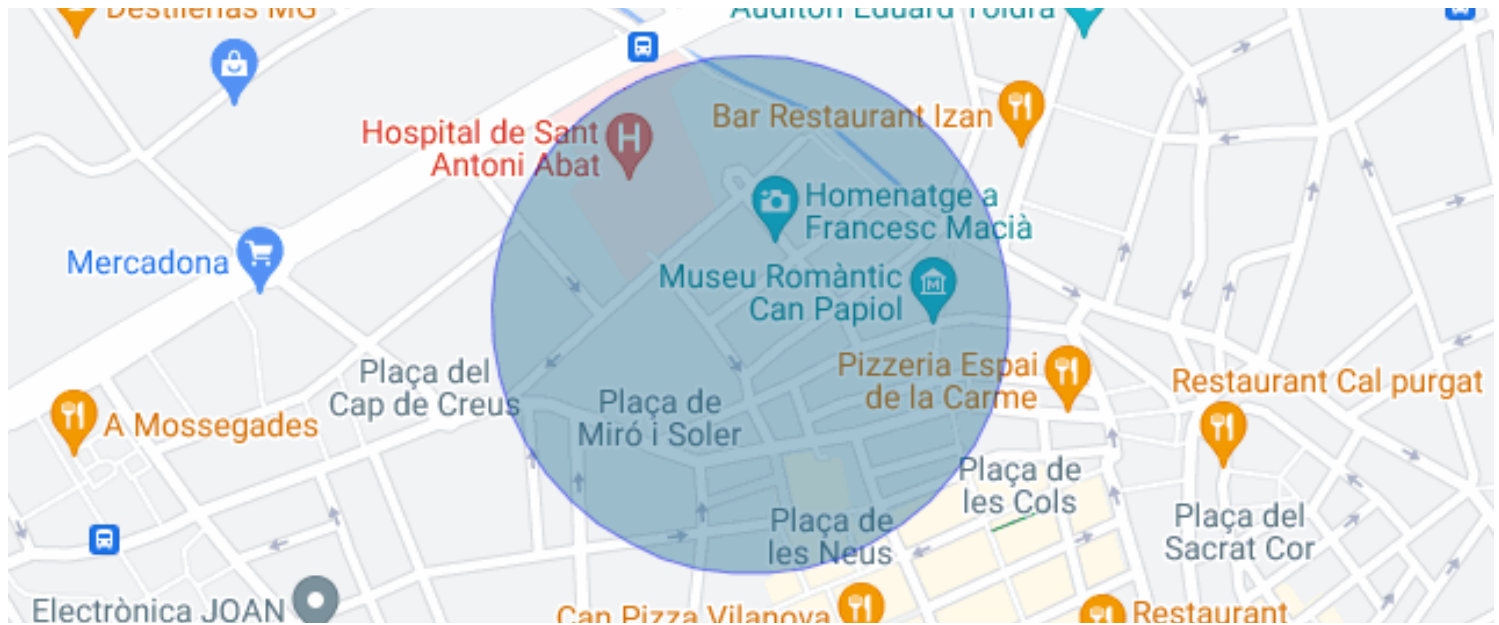 Destilerías MG
Auditori Eduard Toldrà
Hospital de Sant
Antoni Abat
H
Bar Restaurant Izan
Homenatge a
Francesc Macià
Mercadona
Museu Romàntic
Can Papiol
M
Plaça del
Cap de Creus
Plaça de
Miró i Soler
Pizzeria Espai
de la Carme
Restaurant Cal purgat
A Mossegades
Plaça de
les Cols
Plaça de
les Neus
Plaça del
Sacrat Cor
Electrònica JOAN
Can Pizza Vilanova
Restaurant